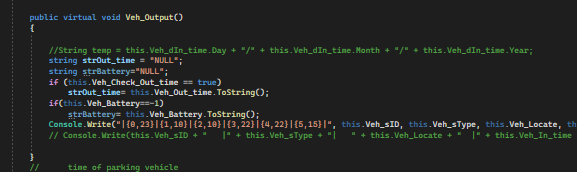 public virtual void Veh_Output()
{
//String temp = this.Veh_dIn_time.Day + "/" + this.Veh_dIn_time.Month + "/" + this.Veh_dIn_time.Year;
string strOut_time = "NULL";
string strBattery="NULL";
if (this.Veh_Check_Out_time == true)
strOut_time= this.Veh_Out_Time.ToString();
if(this.Veh_Battery==-1)
strBattery= this.Veh_Battery.ToString();
Console.Write("|{0,23}|{1,10}|{2,10}|{3,22}|{4,22}|{5,15}|", this.Veh_sID, this.Veh_sType, this.Veh_Locate, th
// Console.Write(this.Veh_sID + "   |"+ this.Veh_sType + "|   " + this.Veh_Locate + "  |"+ this.Veh_In_time
}
//      time of parking vehicle